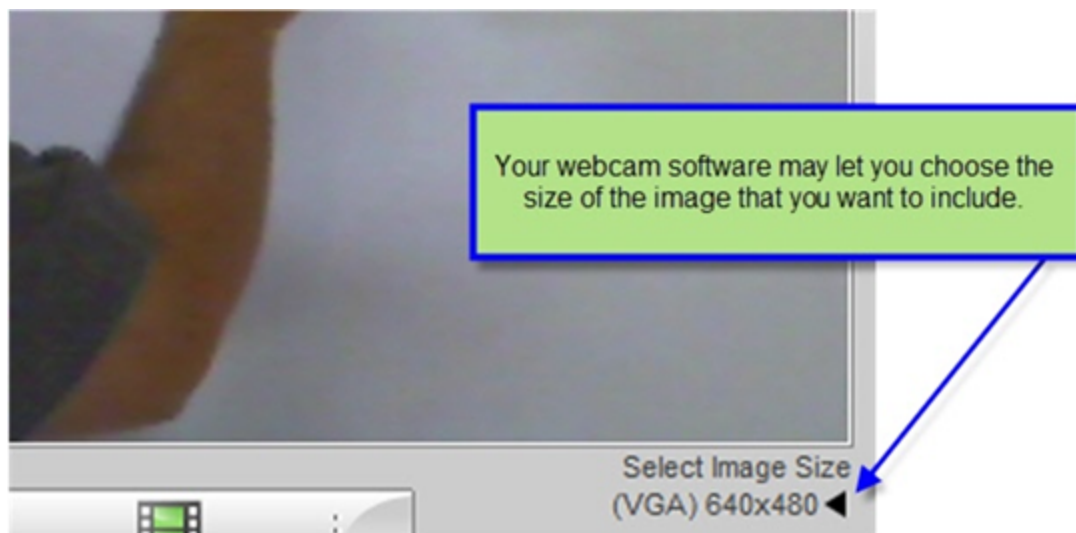 Your webcam software may let you choose the
size of the image that you want to include.
Select Image Size
(VGA) 640x480